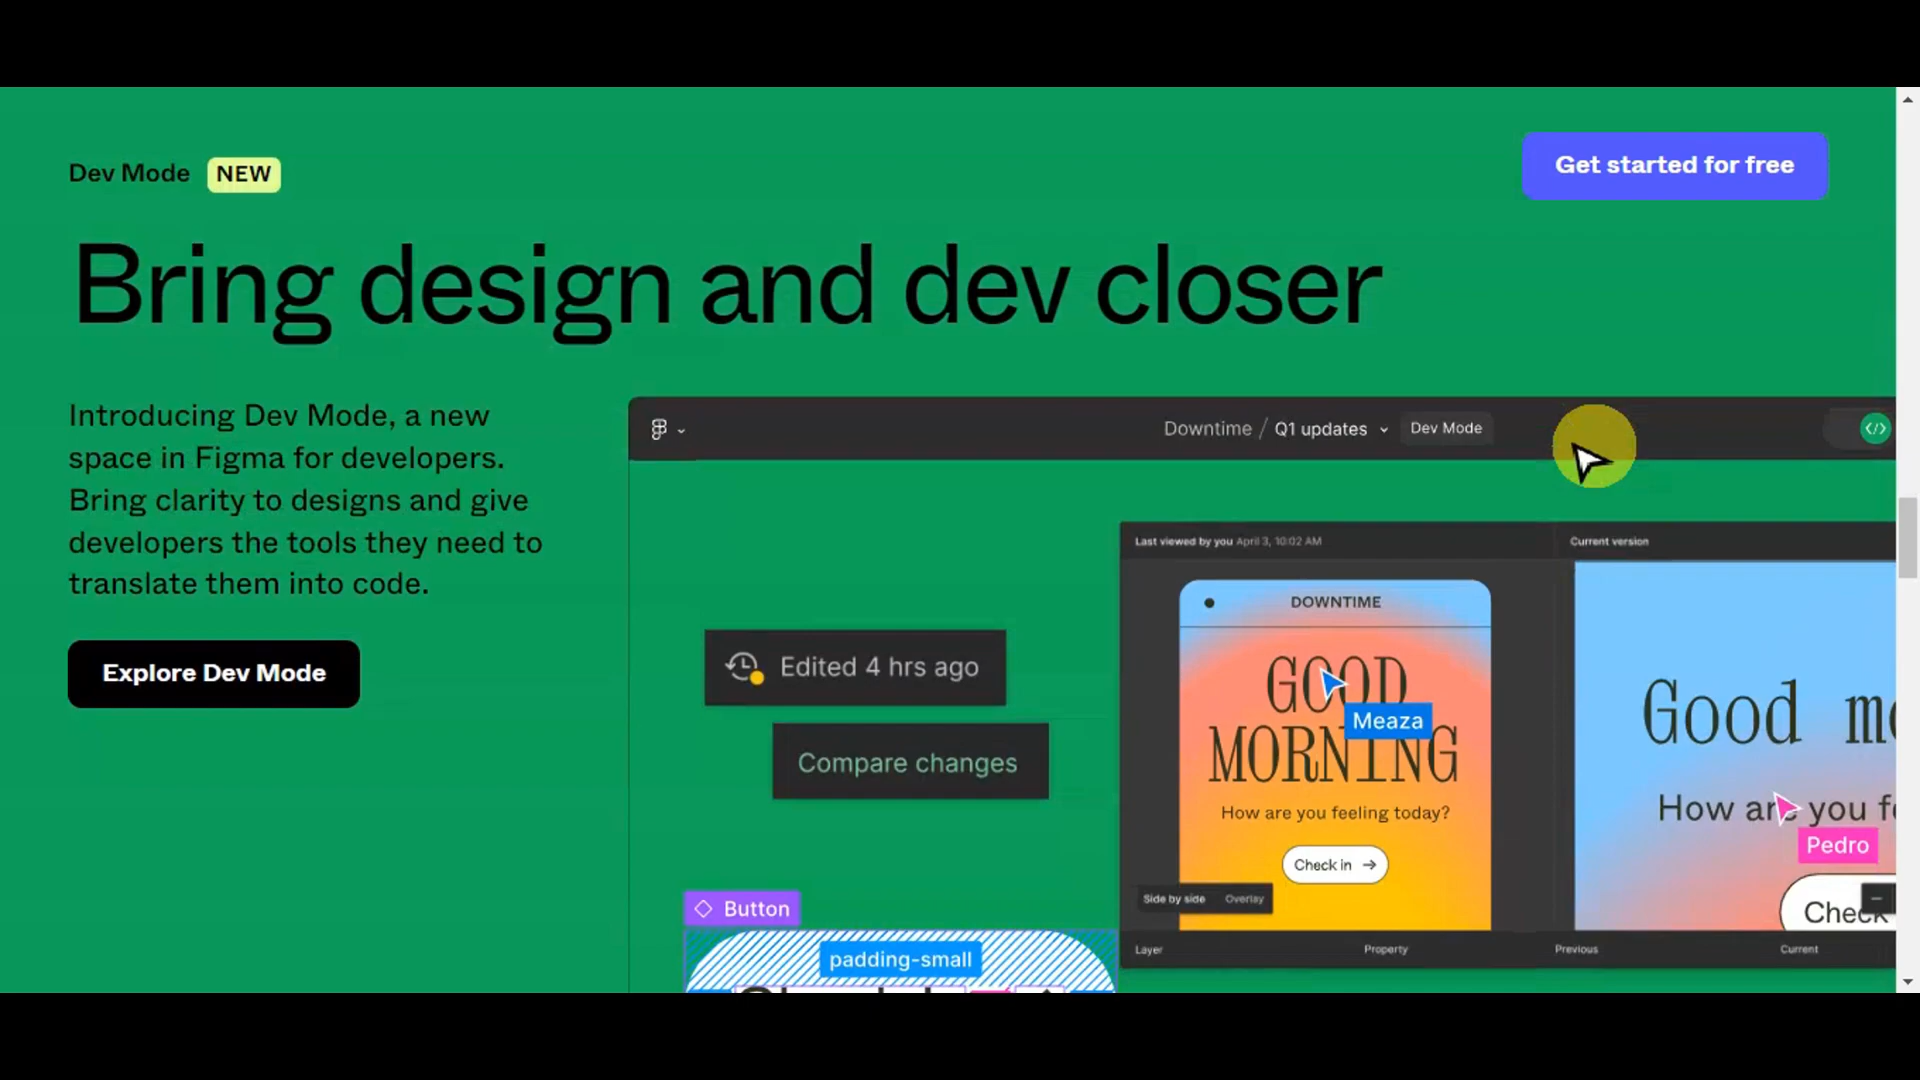 Dev Mode NEW
Get started for free
Bring design and dev closer
Introducing Dev Mode, a new
space in Figma for developers.
Bring clarity to designs and give
developers the tools they need to
translate them into code.
Explore Dev Mode
Downtime / Q1 updates Dev Mode
</>
Last viewed by you April 3, 10:02 AM
Current version
DOWNTIME
GOOD
MORNING
How are you feeling today?
Check in →
Meaza
Side by side Overlay
Good
How are you
Pedro
Check
Layer Property Previous Current
Edited 4 hrs ago
Compare changes
Button
padding-small